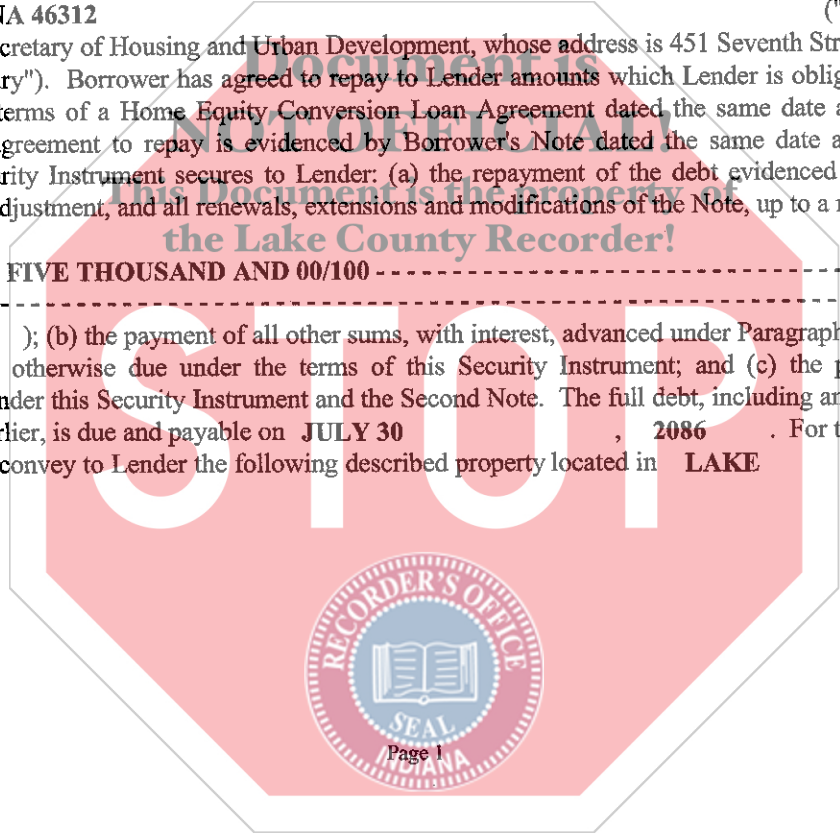 NA 46312 ("
cretary of Housing and Urban Development, whose address is 451 Seventh Str
ry"). Borrower has agreed to repay to Lender amounts which Lender is oblig
terms of a Home Equity Conversion Loan Agreement dated the same date a
greement to repay is evidenced by Borrower's Note dated the same date a
rity Instrument secures to Lender: (a) the repayment of the debt evidenced
djustment, and all renewals, extensions and modifications of the Note, up to a
FIVE THOUSAND AND 00/100 - - - - - - - - - - - - - - - - - - - - - - - - - - - - - - - - - -
- - - - - - - - - - - - - - - - - - - - - - - - - - - - - - - - - - - - - - - - - - - - - - - - - - - -
); (b) the payment of all other sums, with interest, advanced under Paragraph
otherwise due under the terms of this Security Instrument; and (c) the p
nder this Security Instrument and the Second Note. The full debt, including an
rlier, is due and payable on JULY 30 , 2086 . For t
convey to Lender the following described property located in LAKE
Document is
NOT OFFICIAL!
This Document is the property of
the Lake County Recorder!
STOP
RECORDER'S OFFICE
SEAL
INDIANA
Page 1